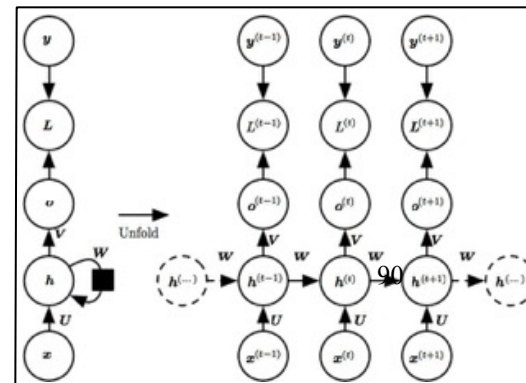 y y^(t-1) y^(t) y^(t+1)
L L^(t-1) L^(t) L^(t+1)
o o^(t-1) o^(t) o^(t+1)
Unfold
V V V V
W W W W W
h h^(...) h^(t-1) h^(t) 90 h^(t+1) h^(...)
U U U U
x x^(t-1) x^(t) x^(t+1)